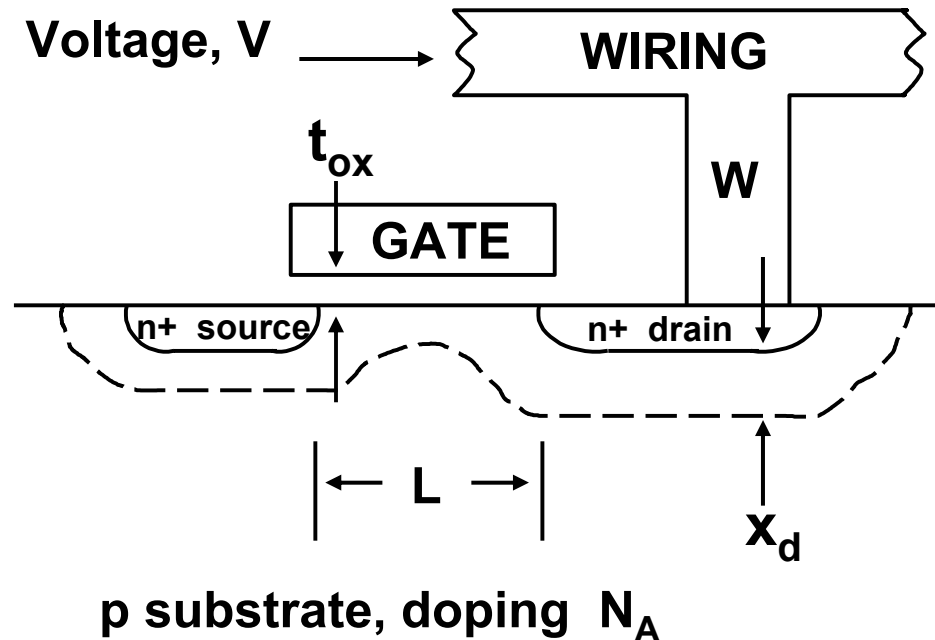 Voltage, V
WIRING
t_ox
W
GATE
n+ source
n+ drain
L
x_d
p substrate, doping N_A